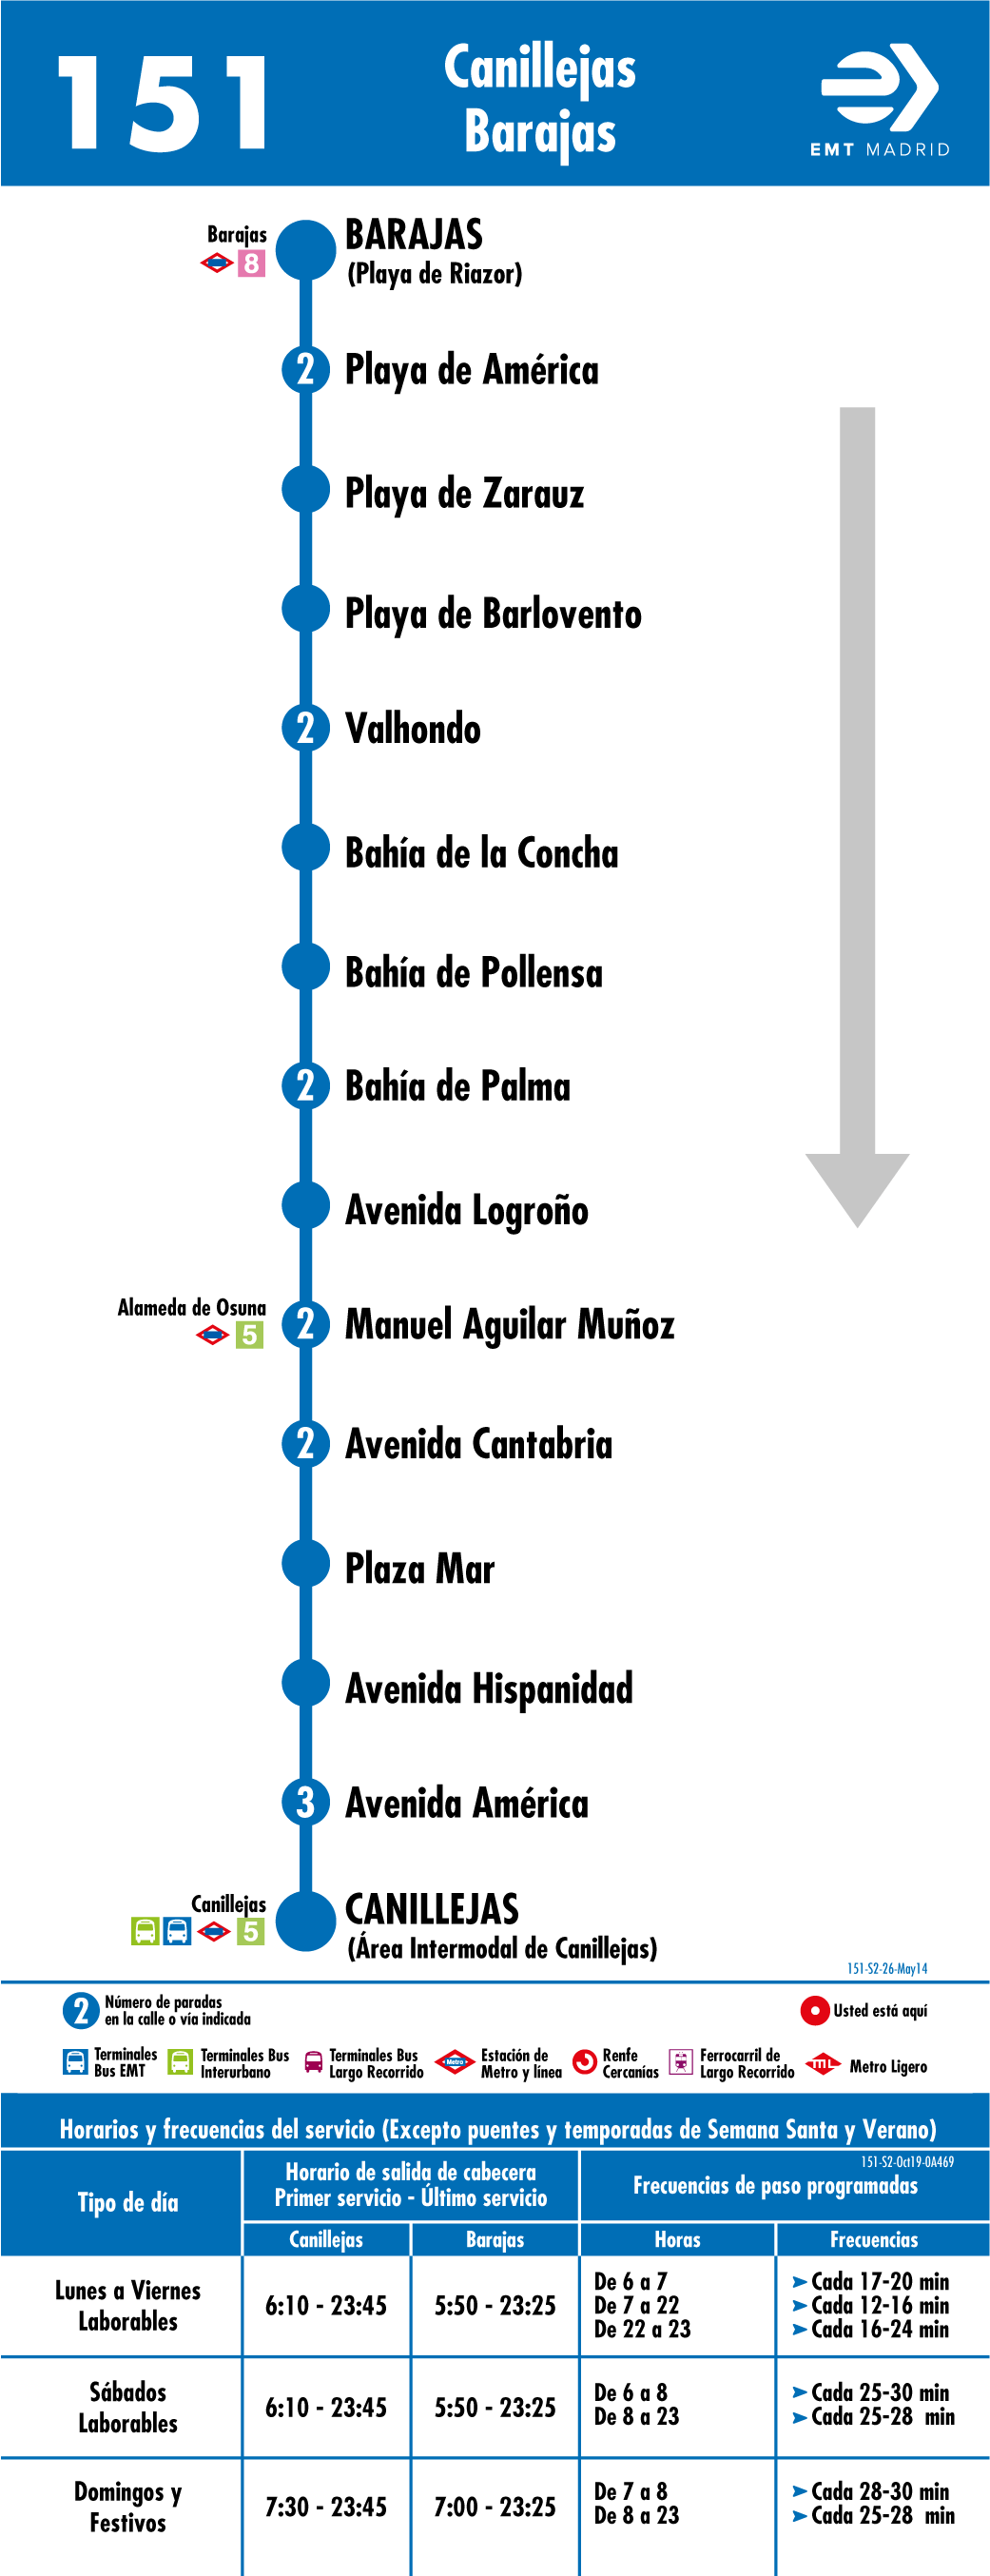 151
Canillejas
Barajas
EMT MADRID
Barajas
8
BARAJAS
(Playa de Riazor)
2 Playa de América
Playa de Zarauz
Playa de Barlovento
2 Valhondo
Bahía de la Concha
Bahía de Pollensa
2 Bahía de Palma
Avenida Logroño
Alameda de Osuna
5
2 Manuel Aguilar Muñoz
2 Avenida Cantabria
Plaza Mar
Avenida Hispanidad
3 Avenida América
Canillejas
5
CANILLEJAS
(Área Intermodal de Canillejas)
151-S2-26-May14
2
Número de paradas
en la calle o vía indicada
Usted está aquí
Terminales
Bus EMT
Terminales Bus
Interurbano
Terminales Bus
Largo Recorrido
Metro
Estación de
Metro y línea
Renfe
Cercanías
Ferrocarril de
Largo Recorrido
ML
Metro Ligero
Horarios y frecuencias del servicio (Excepto puentes y temporadas de Semana Santa y Verano)
151-S2-Oct19-0A469
Tipo de día
Horario de salida de cabecera
Primer servicio - Último servicio
Frecuencias de paso programadas
Canillejas
Barajas
Horas
Frecuencias
Lunes a Viernes
Laborables
6:10 - 23:45
5:50 - 23:25
De 6 a 7 ➤ Cada 17-20 min
De 7 a 22 ➤ Cada 12-16 min
De 22 a 23 ➤ Cada 16-24 min
Sábados
Laborables
6:10 - 23:45
5:50 - 23:25
De 6 a 8 ➤ Cada 25-30 min
De 8 a 23 ➤ Cada 25-28 min
Domingos y
Festivos
7:30 - 23:45
7:00 - 23:25
De 7 a 8 ➤ Cada 28-30 min
De 8 a 23 ➤ Cada 25-28 min